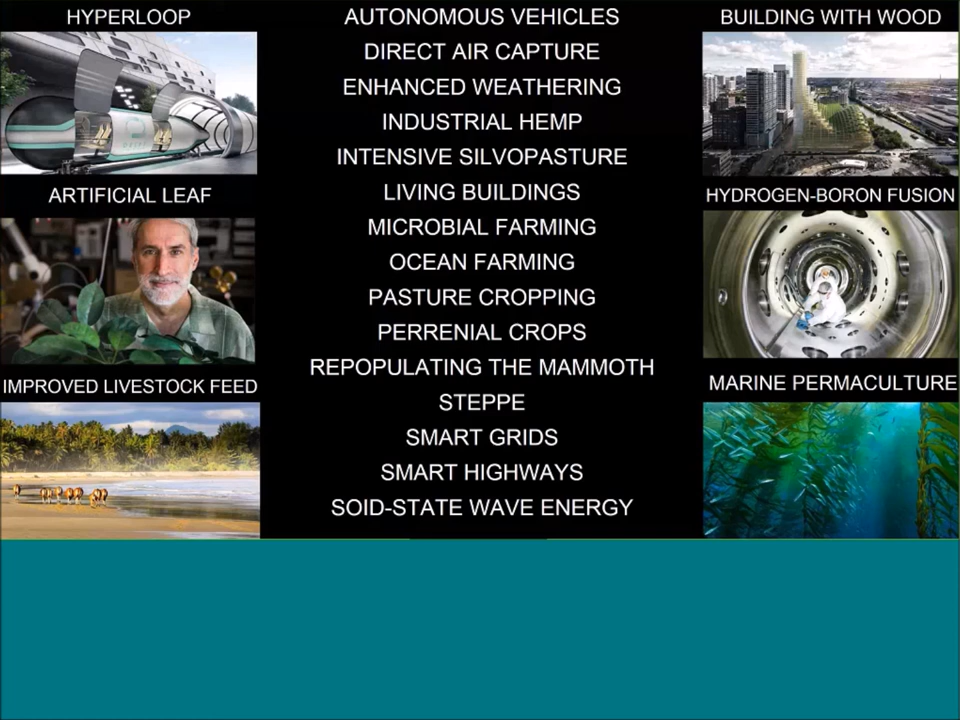 HYPERLOOP
ARTIFICIAL LEAF
IMPROVED LIVESTOCK FEED
AUTONOMOUS VEHICLES
DIRECT AIR CAPTURE
ENHANCED WEATHERING
INDUSTRIAL HEMP
INTENSIVE SILVOPASTURE
LIVING BUILDINGS
MICROBIAL FARMING
OCEAN FARMING
PASTURE CROPPING
PERRENIAL CROPS
REPOPULATING THE MAMMOTH
STEPPE
SMART GRIDS
SMART HIGHWAYS
SOID-STATE WAVE ENERGY
BUILDING WITH WOOD
HYDROGEN-BORON FUSION
MARINE PERMACULTURE